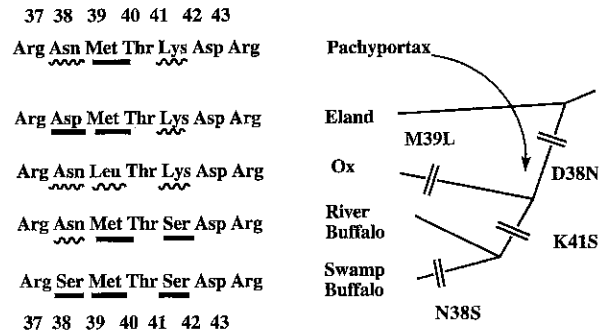 37 38 39 40 41 42 43
Arg Asn Met Thr Lys Asp Arg
Pachyportax
Arg Asp Met Thr Lys Asp Arg
Eland
M39L
Arg Asn Leu Thr Lys Asp Arg
Ox
D38N
Arg Asn Met Thr Ser Asp Arg
River
Buffalo
K41S
Arg Ser Met Thr Ser Asp Arg
Swamp
Buffalo
N38S
37 38 39 40 41 42 43